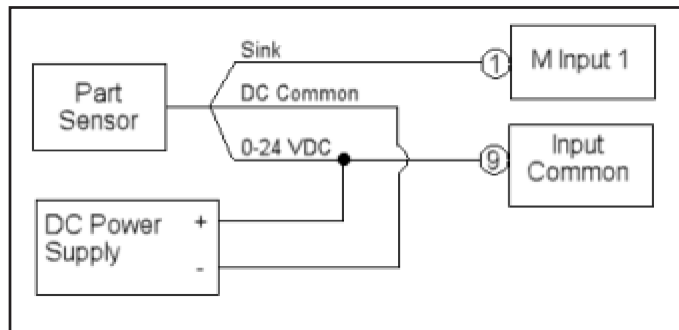 Sink
1
M Input 1
Part
Sensor
DC Common
0-24 VDC
9
Input
Common
DC Power
Supply
+
-